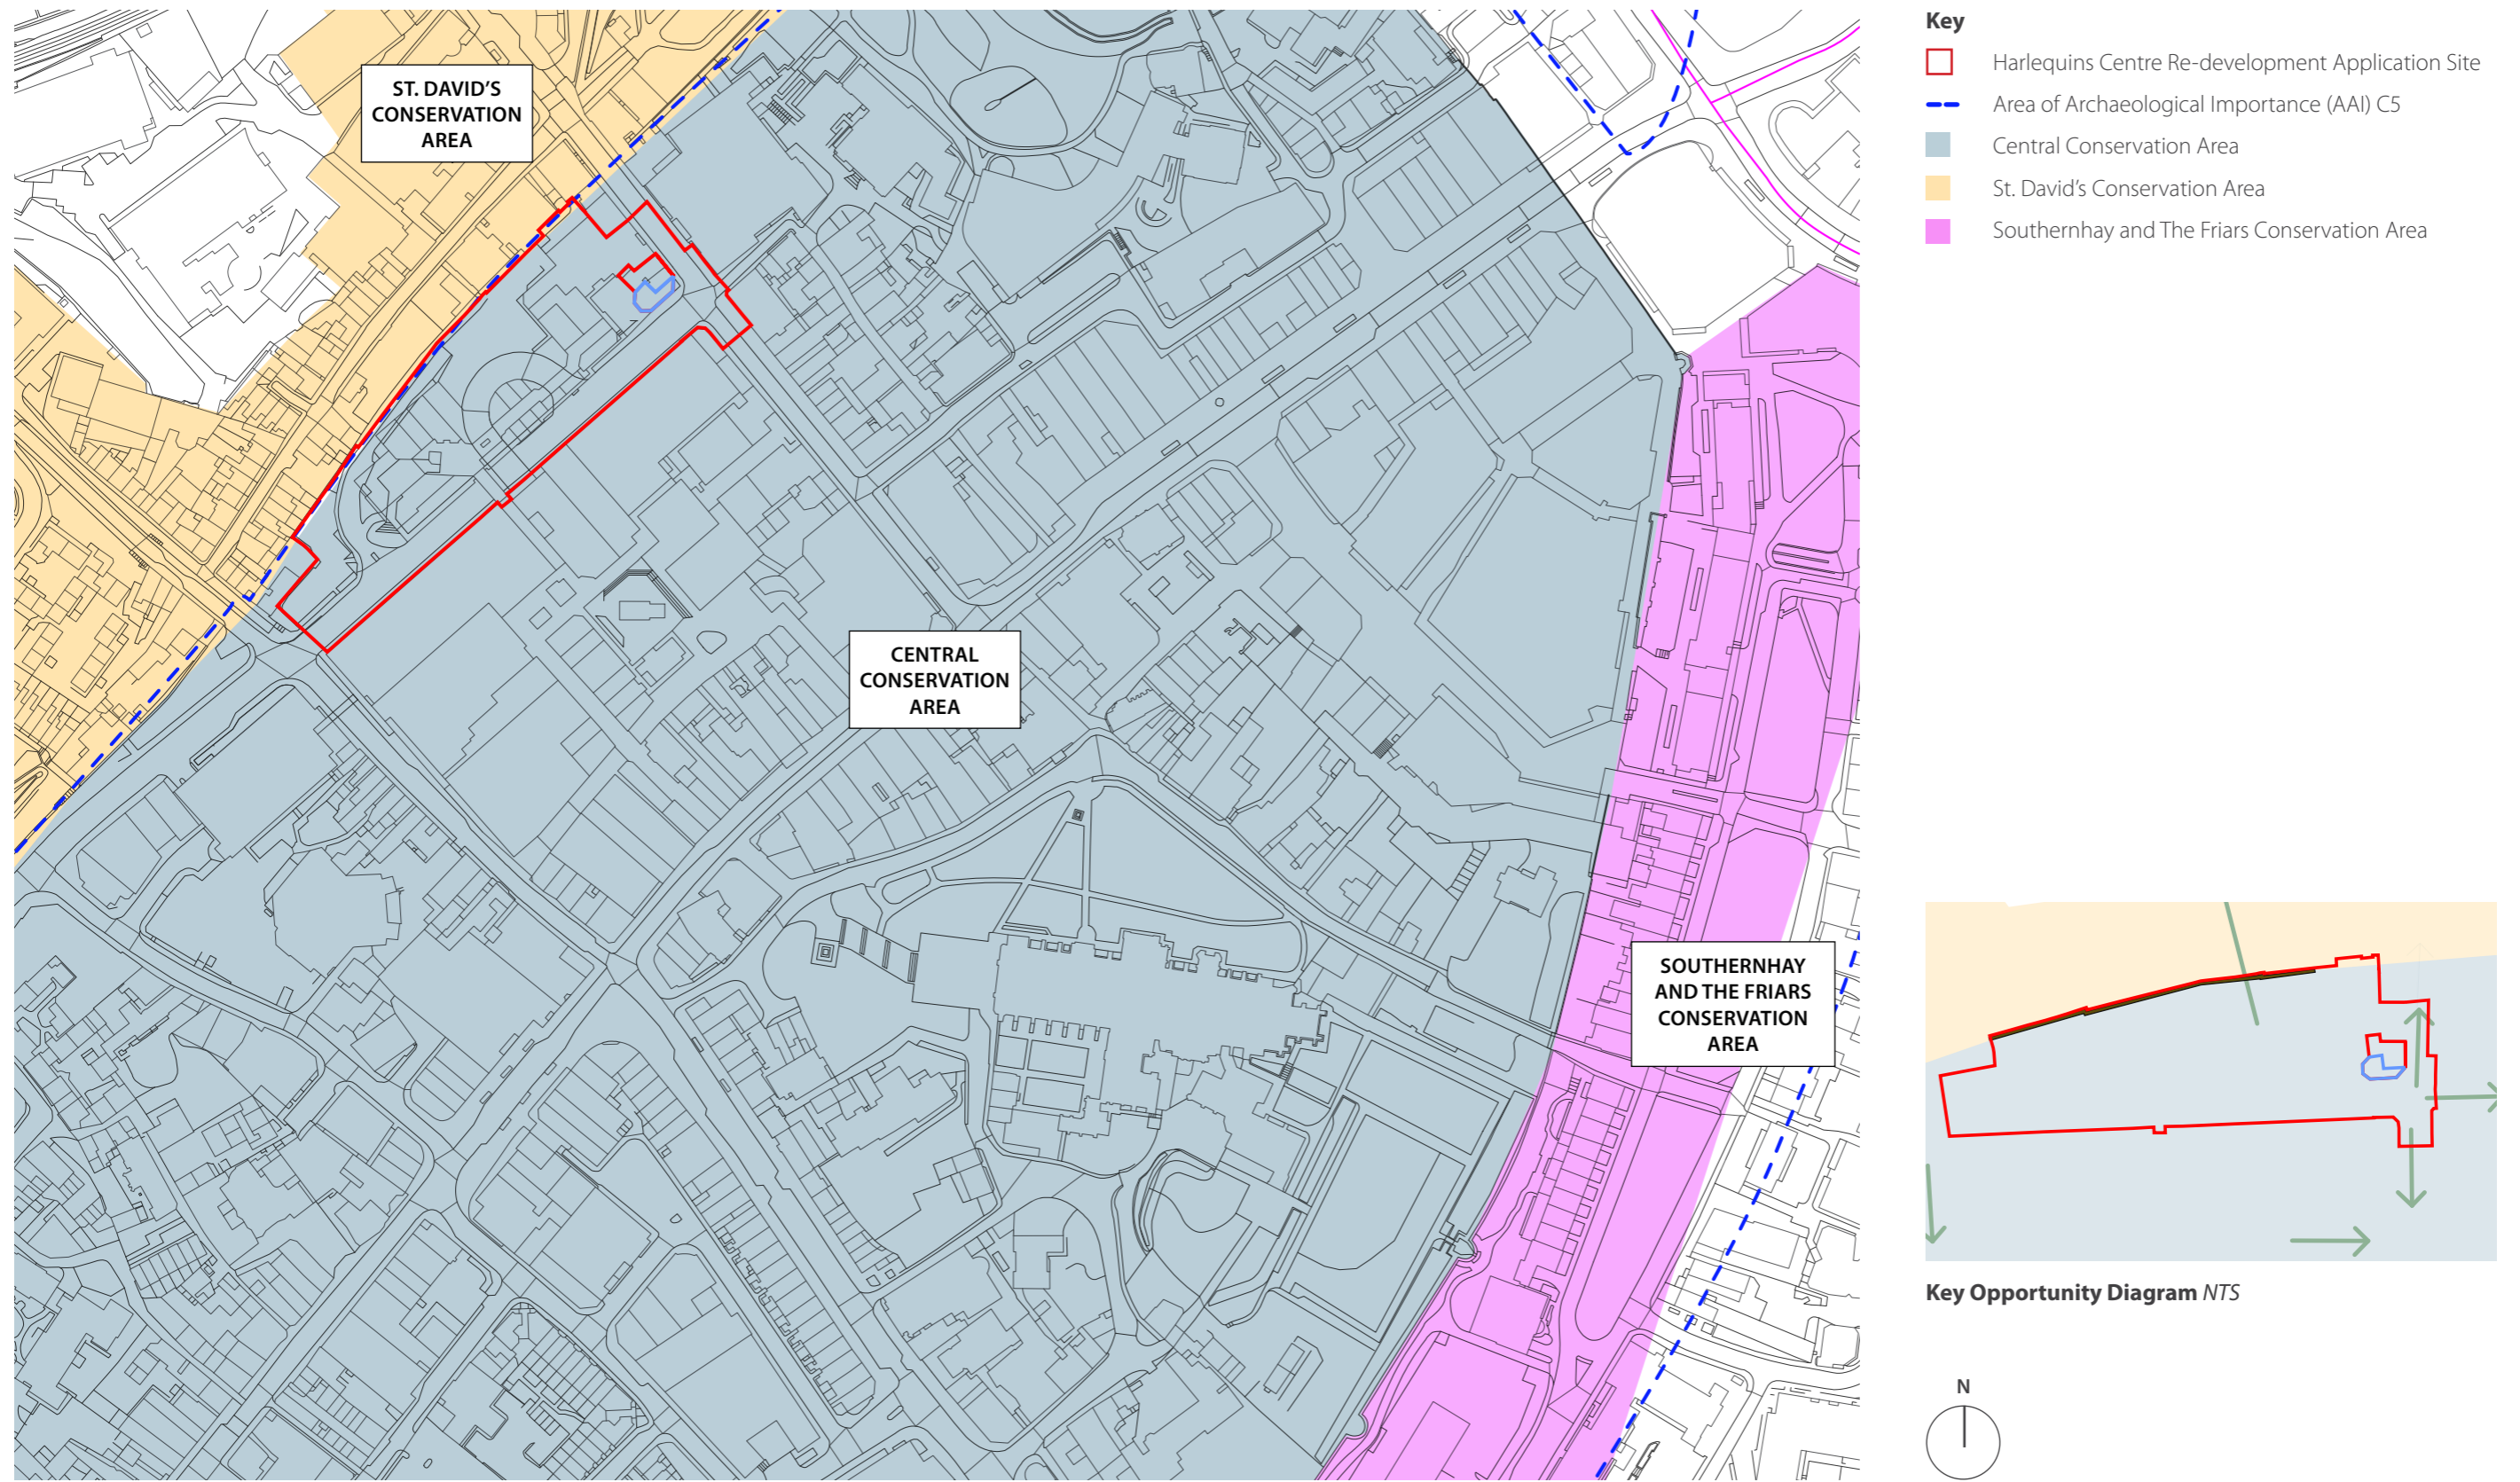 ST. DAVID'S
CONSERVATION
AREA
CENTRAL
CONSERVATION
AREA
SOUTHERNHAY
AND THE FRIARS
CONSERVATION
AREA
Key
Harlequins Centre Re-development Application Site
Area of Archaeological Importance (AAI) C5
Central Conservation Area
St. David's Conservation Area
Southernhay and The Friars Conservation Area
Key Opportunity Diagram NTS
N